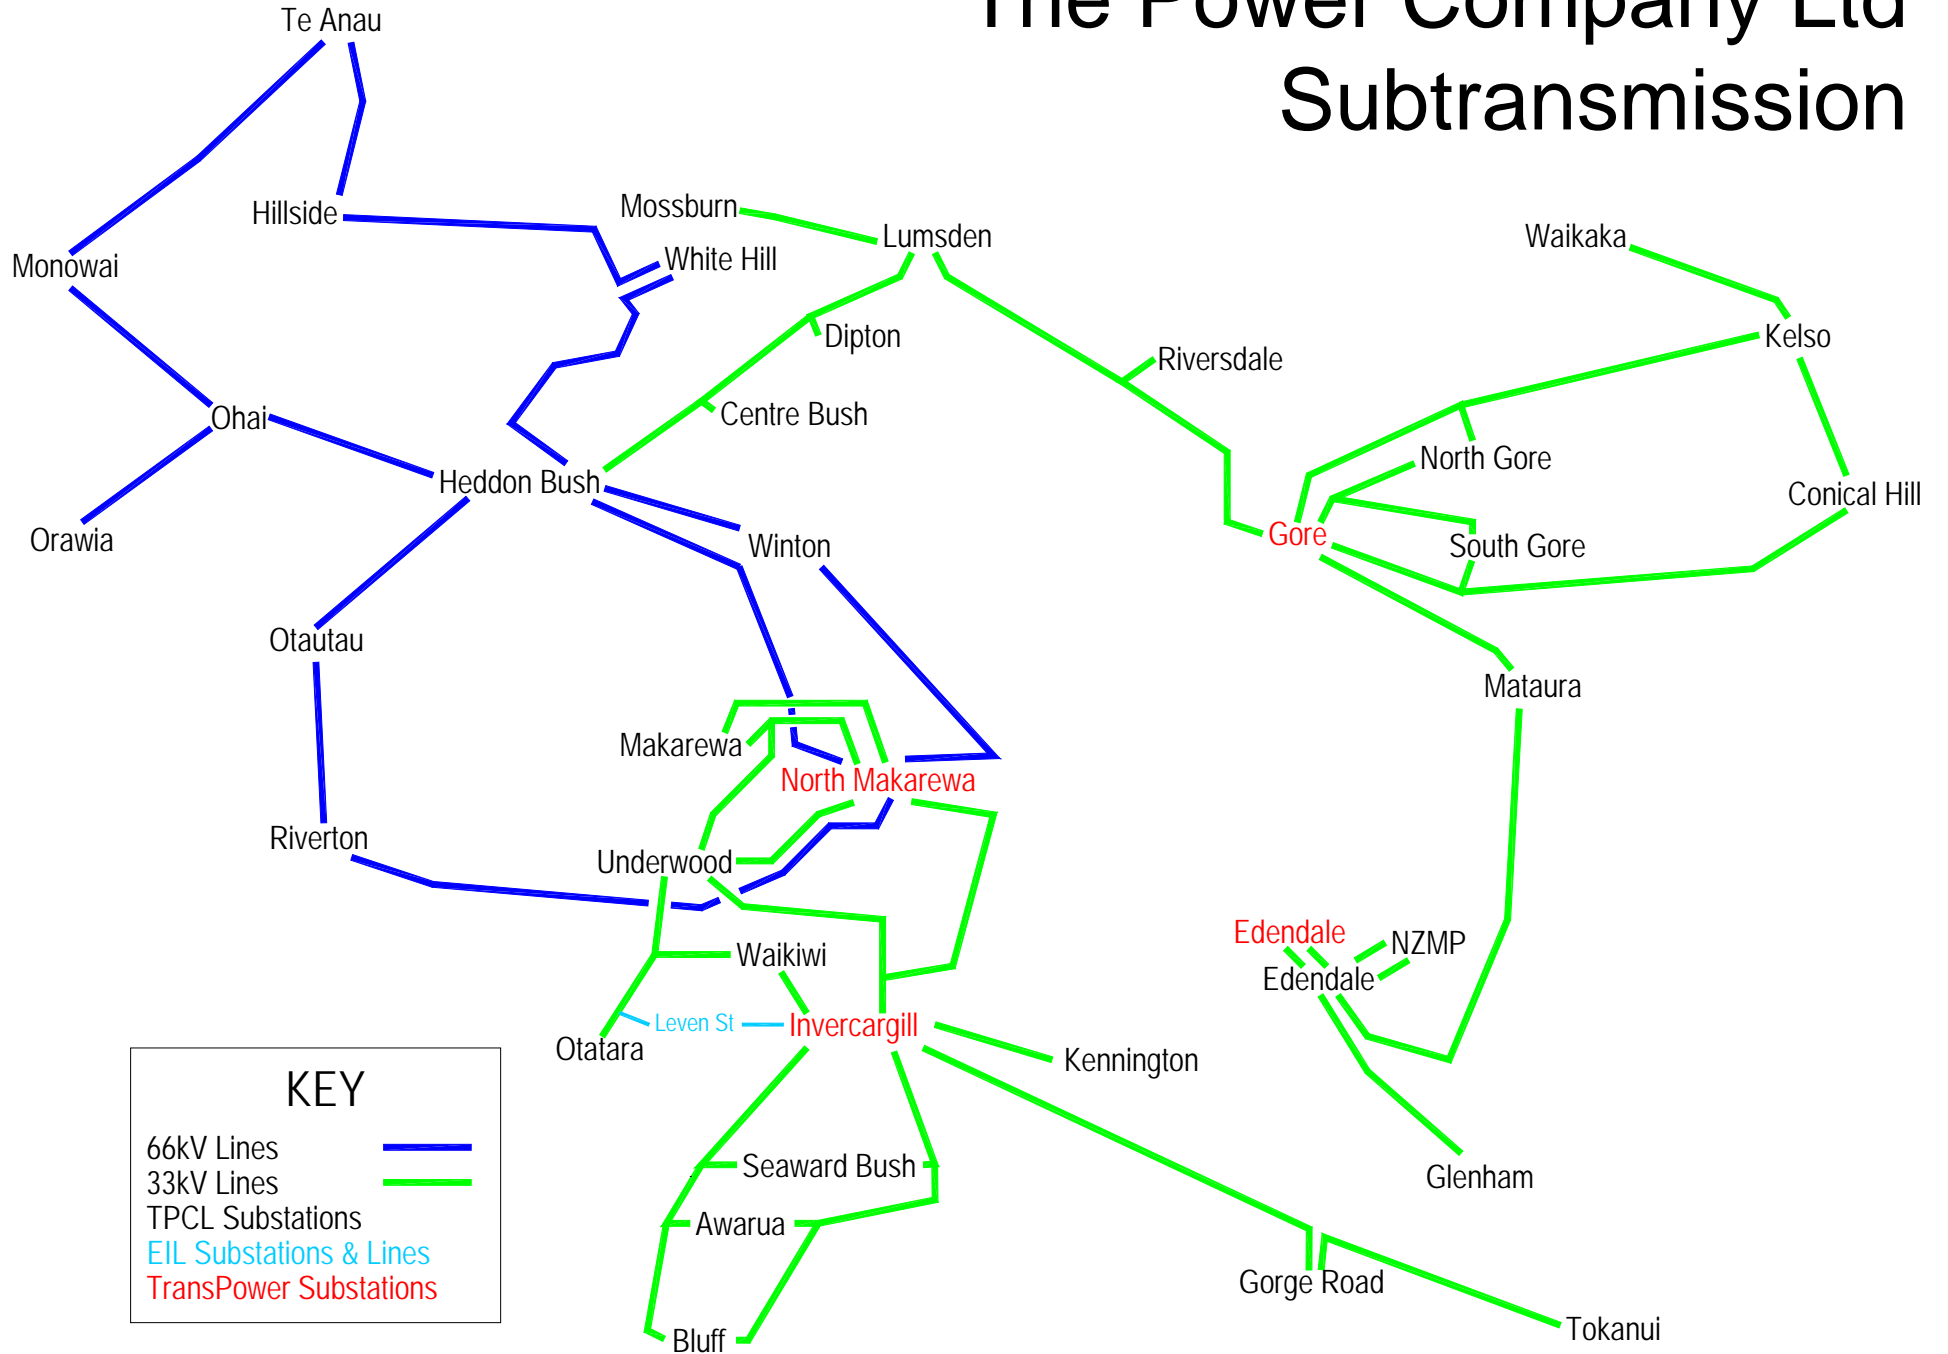 The Power Company Ltd
Subtransmission
Te Anau
Mossburn
Hillside
Lumsden
Waikaka
White Hill
Monowai
Dipton
Kelso
Riversdale
Centre Bush
Ohai
North Gore
Heddon Bush
Conical Hill
Gore
Orawia
Winton
South Gore
Otautau
Mataura
Makarewa
North Makarewa
Riverton
Underwood
Edendale
NZMP
Waikiwi
Edendale
Leven St
Invercargill
Otatara
Kennington
Seaward Bush
Glenham
Awarua
Gorge Road
Tokanui
Bluff
KEY
66kV Lines
33kV Lines
TPCL Substations
EIL Substations & Lines
TransPower Substations